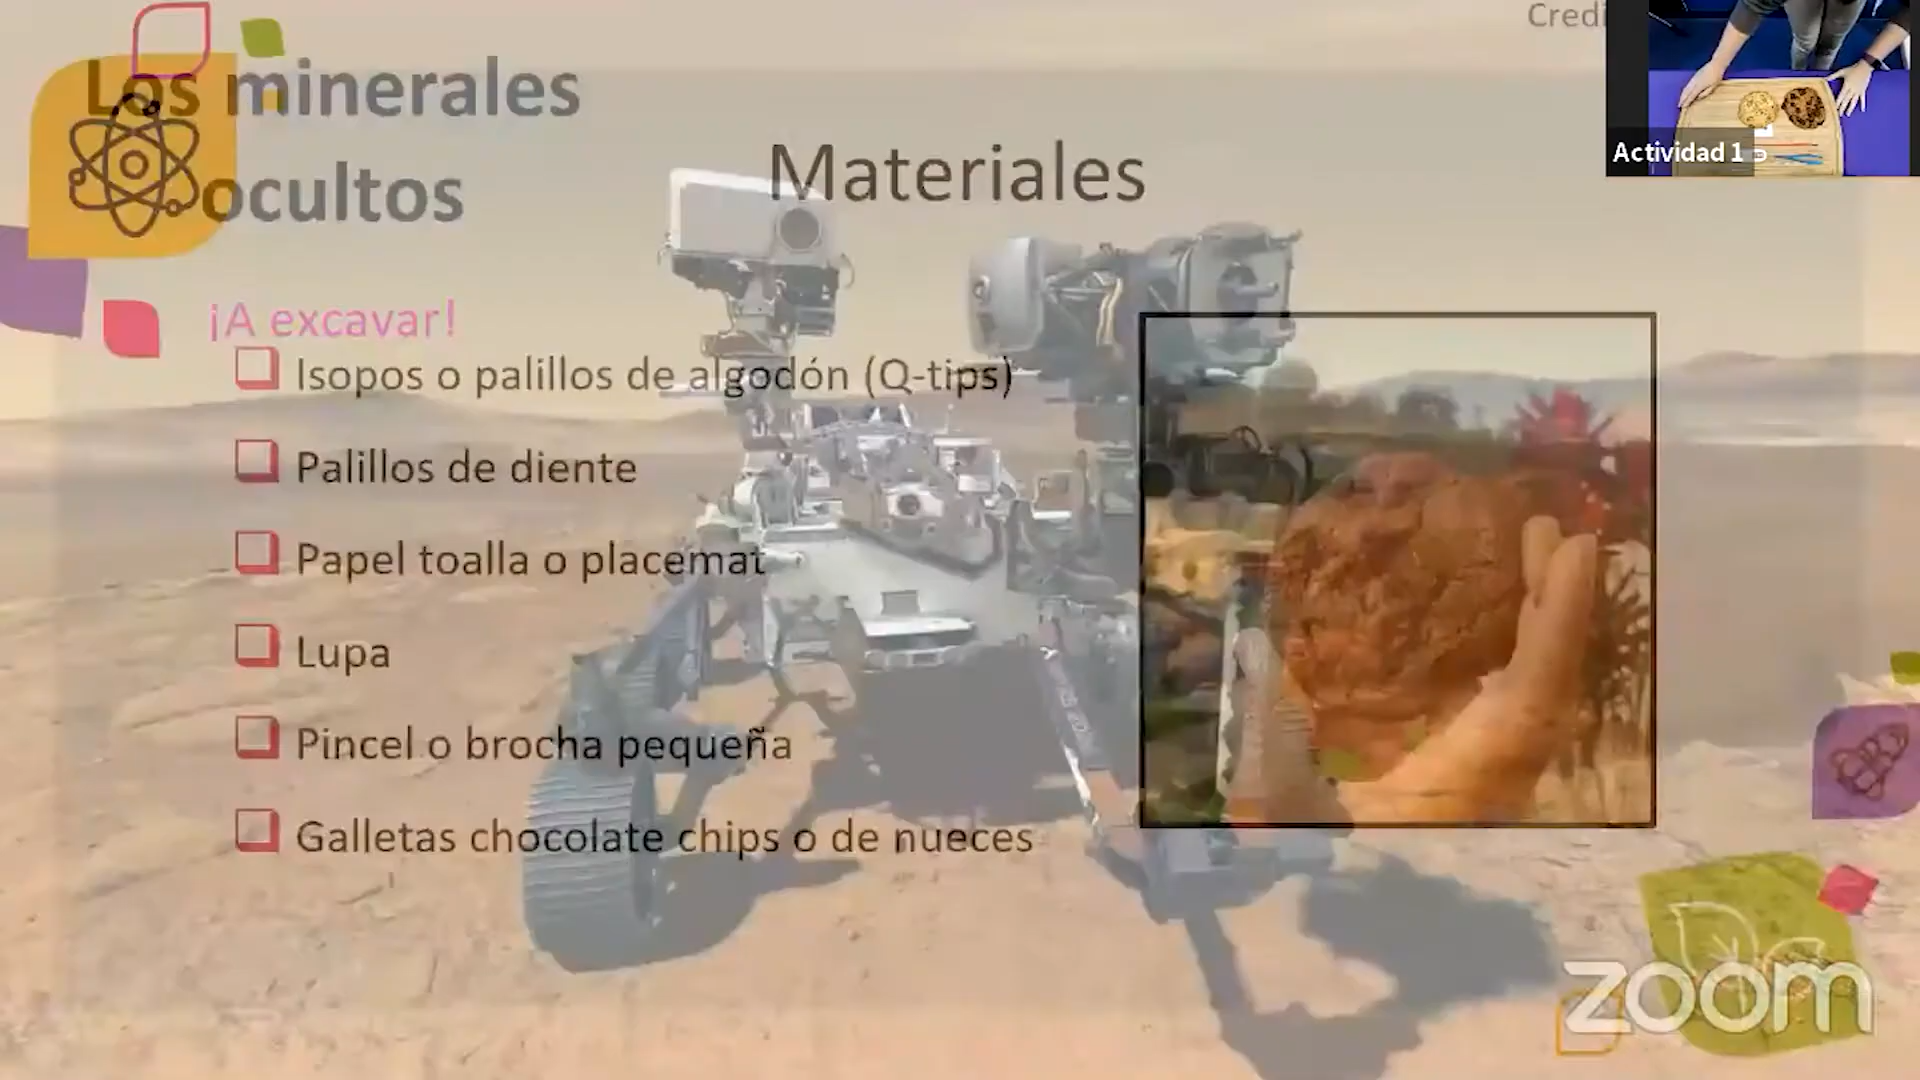 Credi
Los minerales
ocultos
Materiales
Actividad 1
¡A excavar!
Isopos o palillos de algodón (Q-tips)
Palillos de diente
Papel toalla o placemat
Lupa
Pincel o brocha pequeña
Galletas chocolate chips o de nueces
zoom